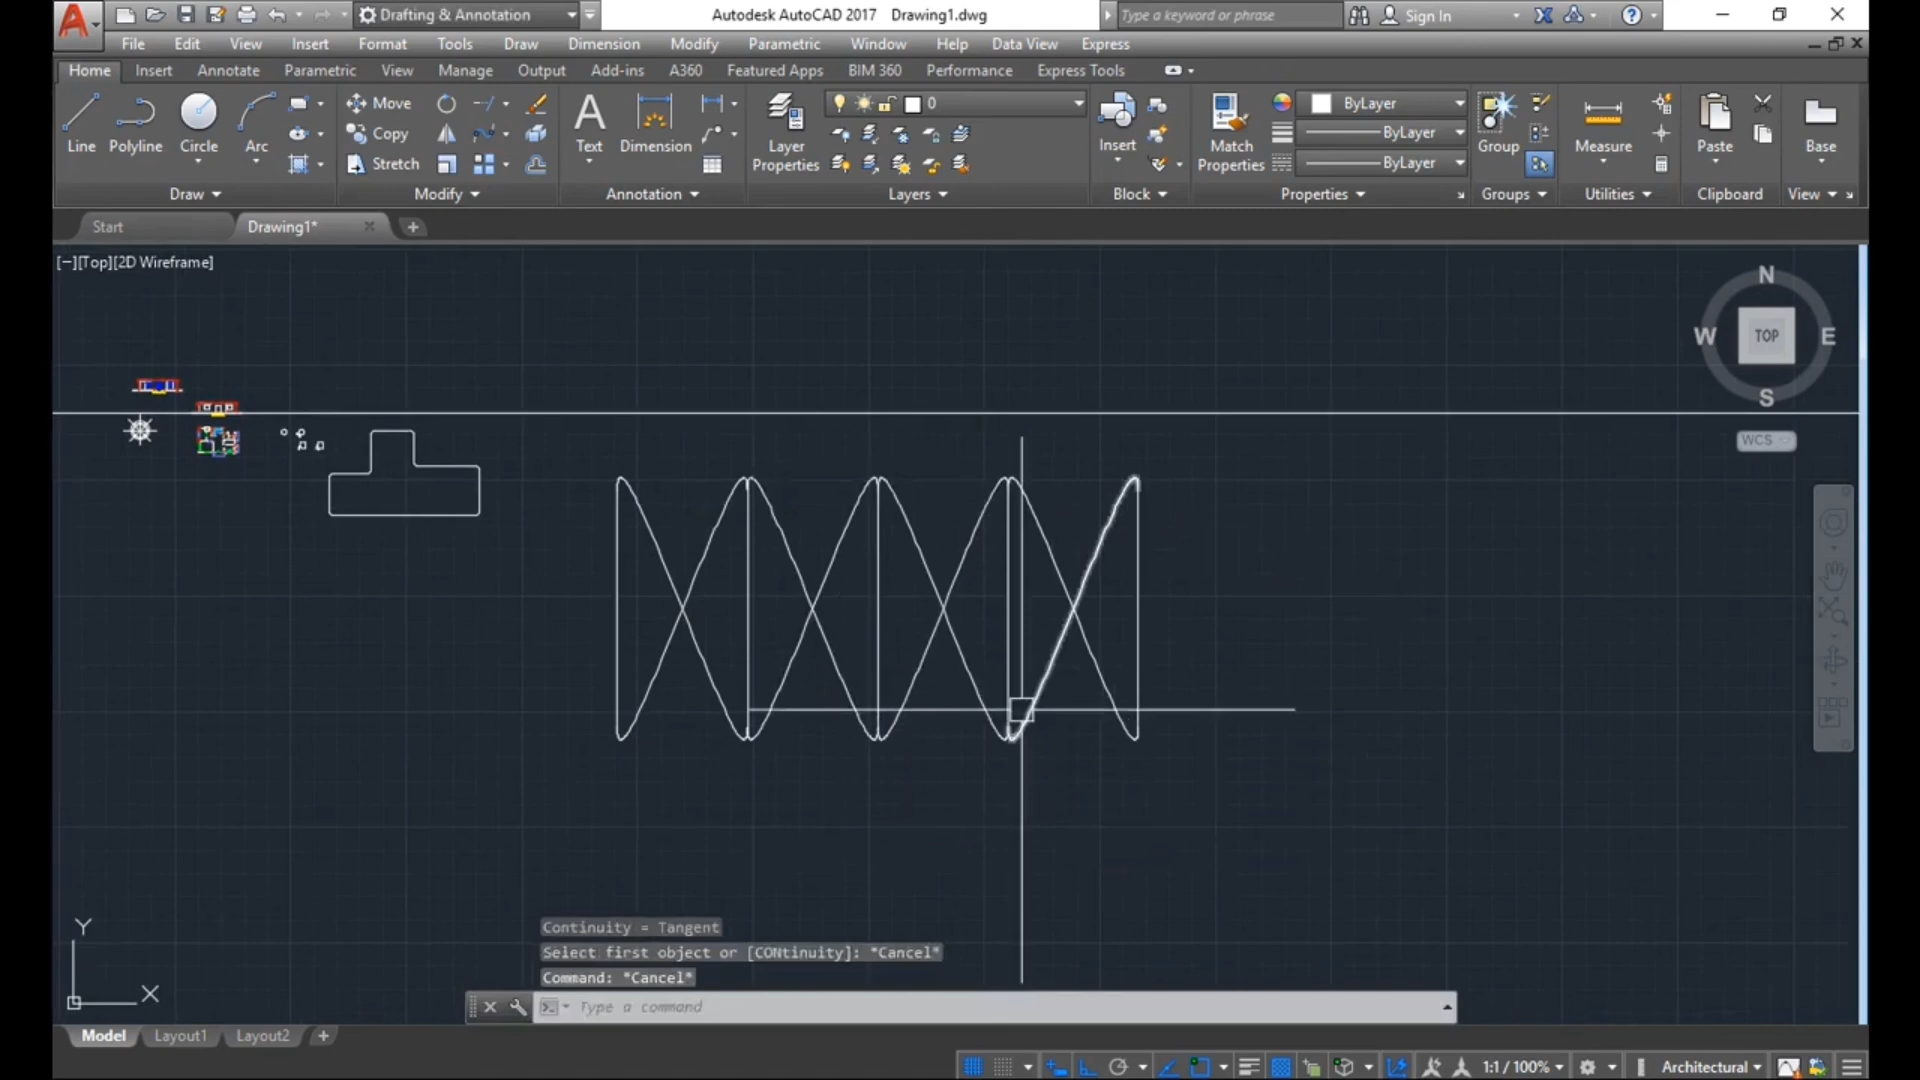 Drafting & Annotation
Autodesk AutoCAD 2017 Drawing1.dwg
Type a keyword or phrase
Sign In
File Edit View Insert Format Tools Draw Dimension Modify Parametric Window Help Data View Express
Home Insert Annotate Parametric View Manage Output Add-ins A360 Featured Apps BIM 360 Performance Express Tools
Line Polyline Circle Arc
Move
Copy
Stretch
Text Dimension
Layer
Properties
0
Insert
Match
Properties
ByLayer
ByLayer
ByLayer
Group
Measure
Paste
Base
Draw Modify Annotation Layers Block Properties Groups Utilities Clipboard View
Start Drawing1*
[−][Top][2D Wireframe]
N
W TOP E
S
WCS
Y
X
Continuity = Tangent
Select first object or [CONtinuity]: *Cancel*
Command: *Cancel*
Type a command
Model Layout1 Layout2
1:1 / 100% Architectural